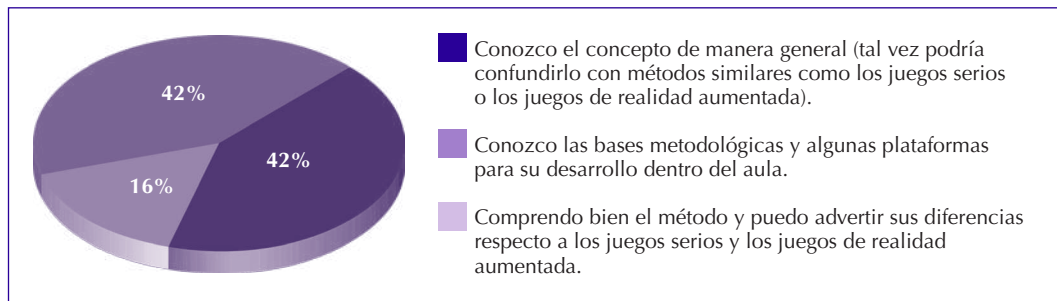 42%
42%
16%
Conozco el concepto de manera general (tal vez podría
confundirlo con métodos similares como los juegos serios
o los juegos de realidad aumentada).
Conozco las bases metodológicas y algunas plataformas
para su desarrollo dentro del aula.
Comprendo bien el método y puedo advertir sus diferencias
respecto a los juegos serios y los juegos de realidad
aumentada.